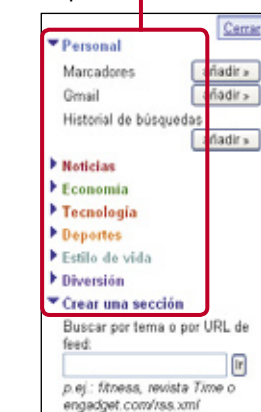 Cerrar
Personal
Marcadores añadir »
Gmail añadir »
Historial de búsquedas
añadir »
Noticias
Economía
Tecnología
Deportes
Estilo de vida
Diversión
Crear una sección
Buscar por tema o por URL de
feed:
Ir
p.ej.: fitness, revista Time o
engadget.com/rss.xml